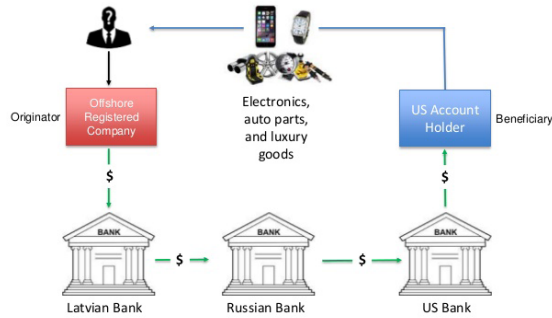 ?
Originator
Offshore
Registered
Company
Electronics,
auto parts,
and luxury
goods
US Account
Holder
Beneficiary
$
$
BANK
$
BANK
$
BANK
Latvian Bank
Russian Bank
US Bank